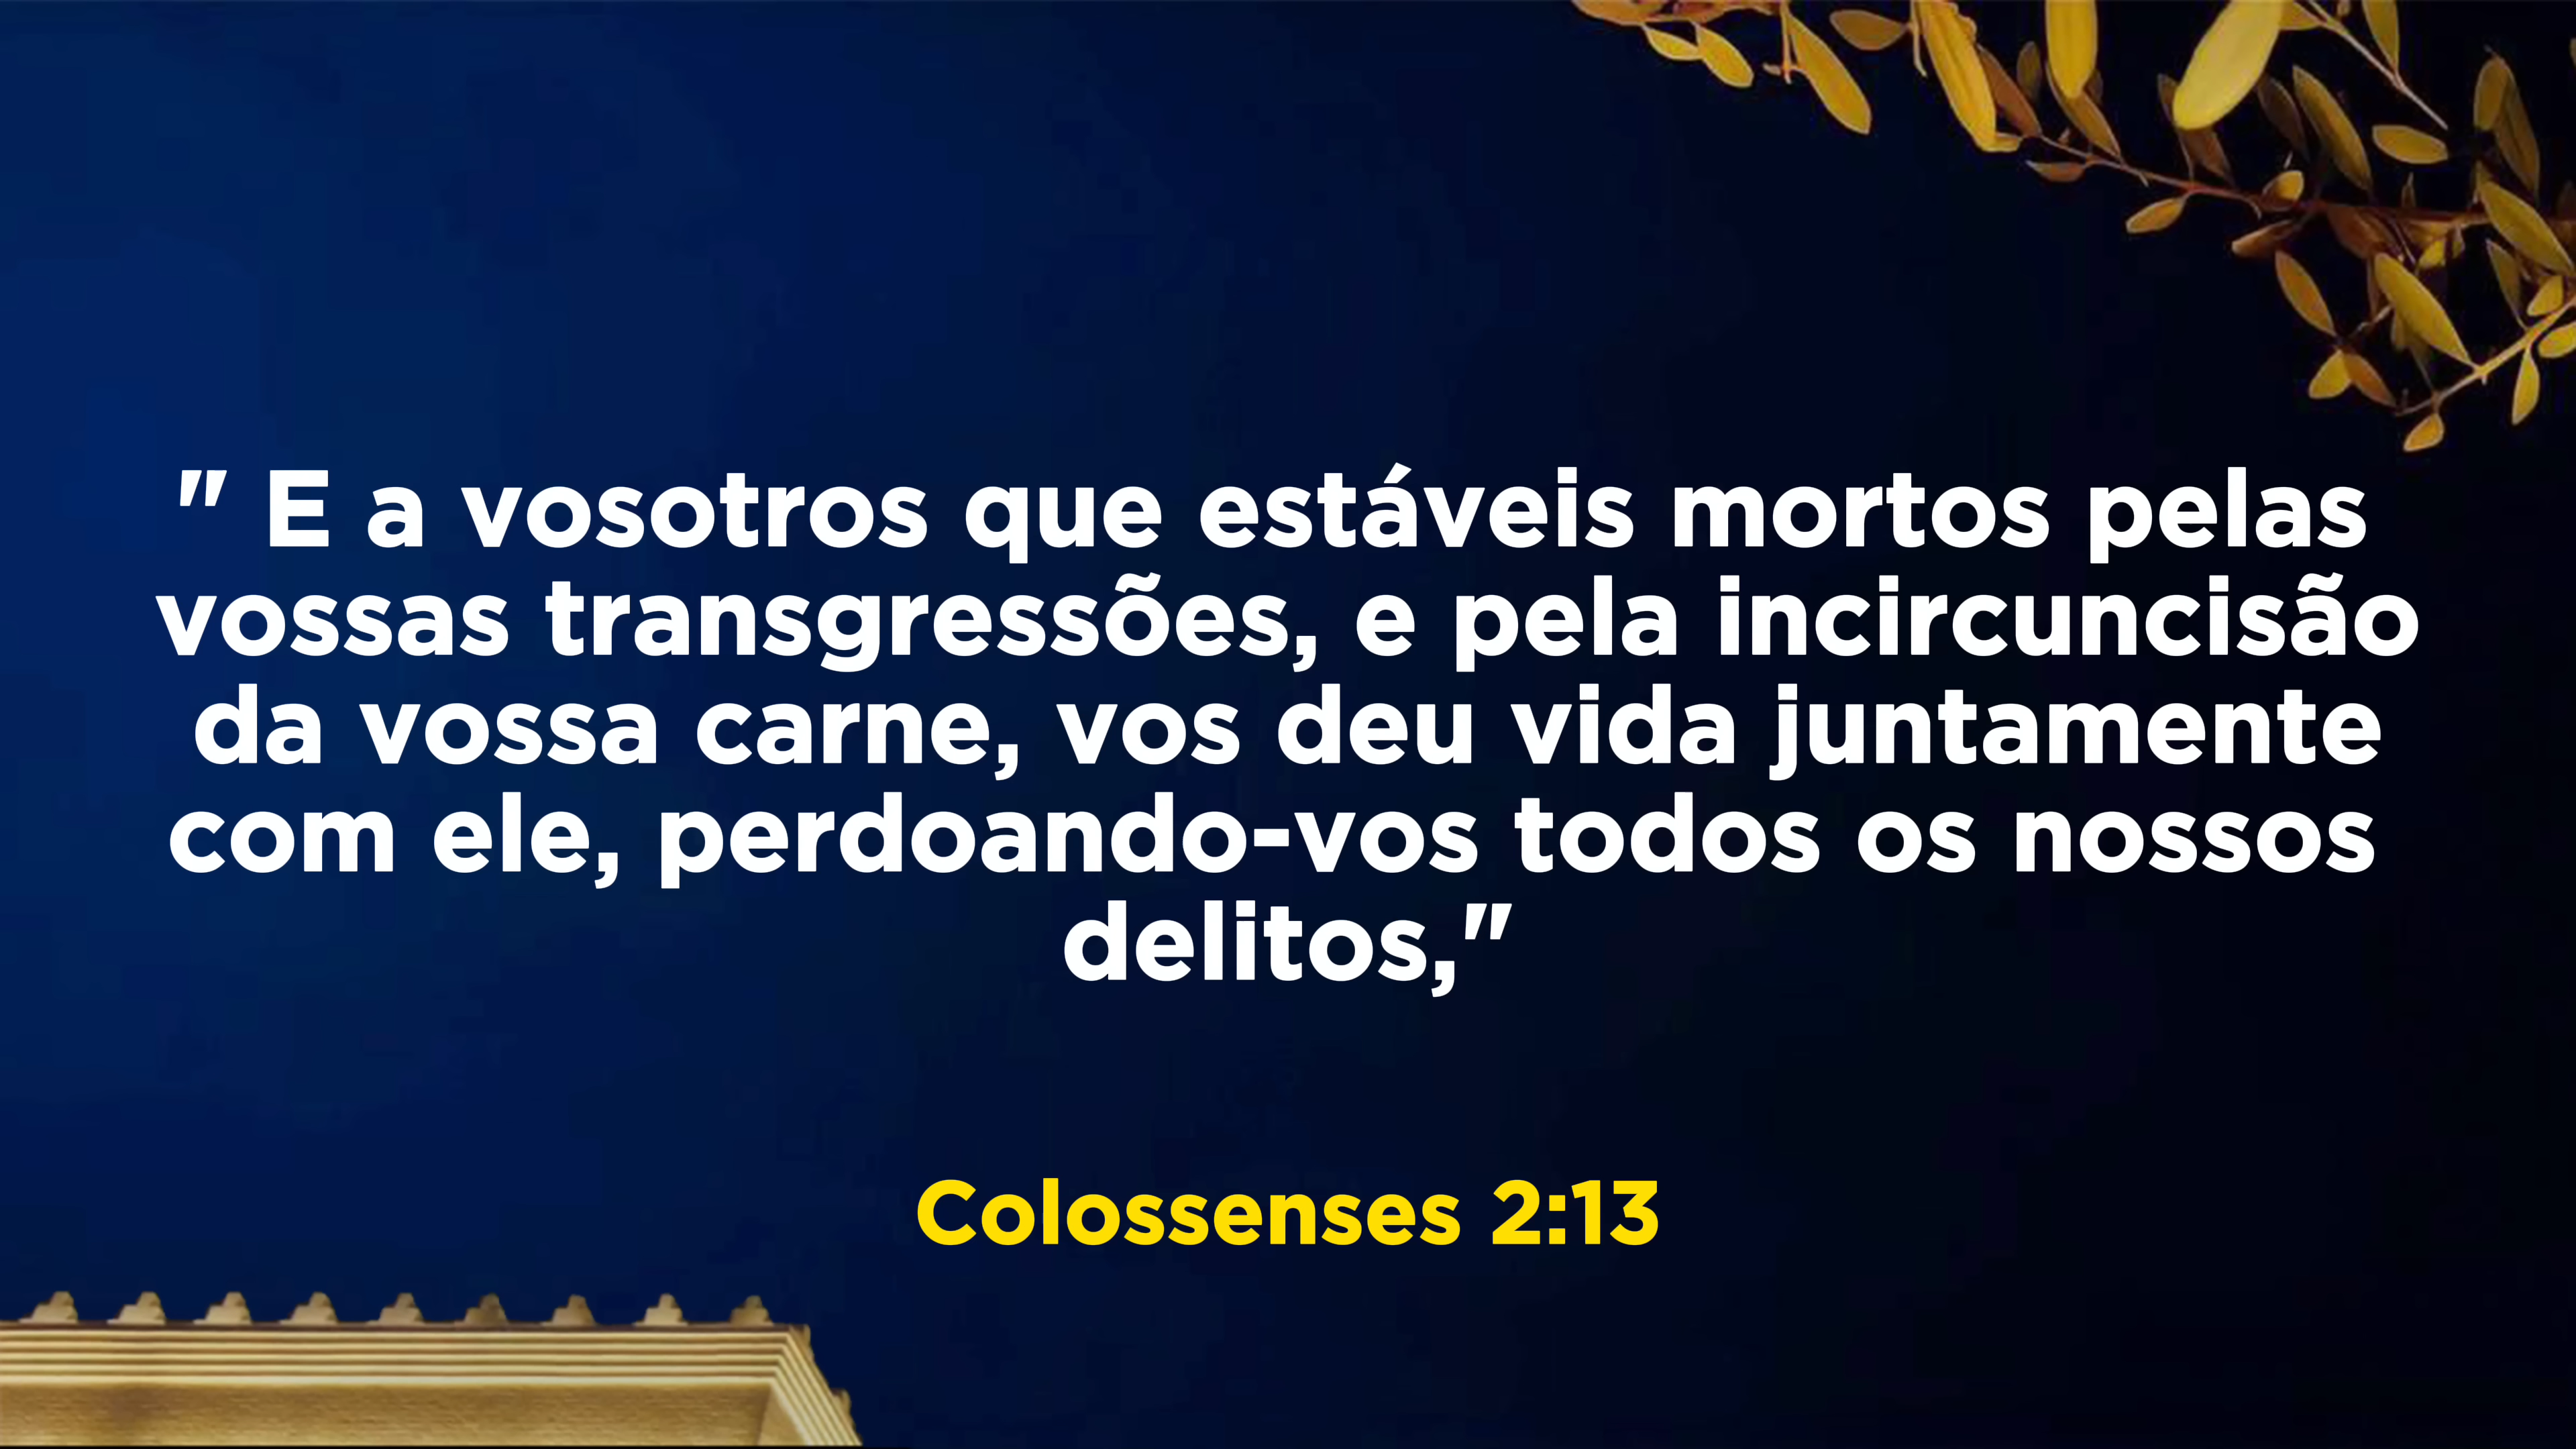 " E a vosotros que estáveis mortos pelas
vossas transgressões, e pela incircuncisão
da vossa carne, vos deu vida juntamente
com ele, perdoando-vos todos os nossos
delitos,"
Colossenses 2:13